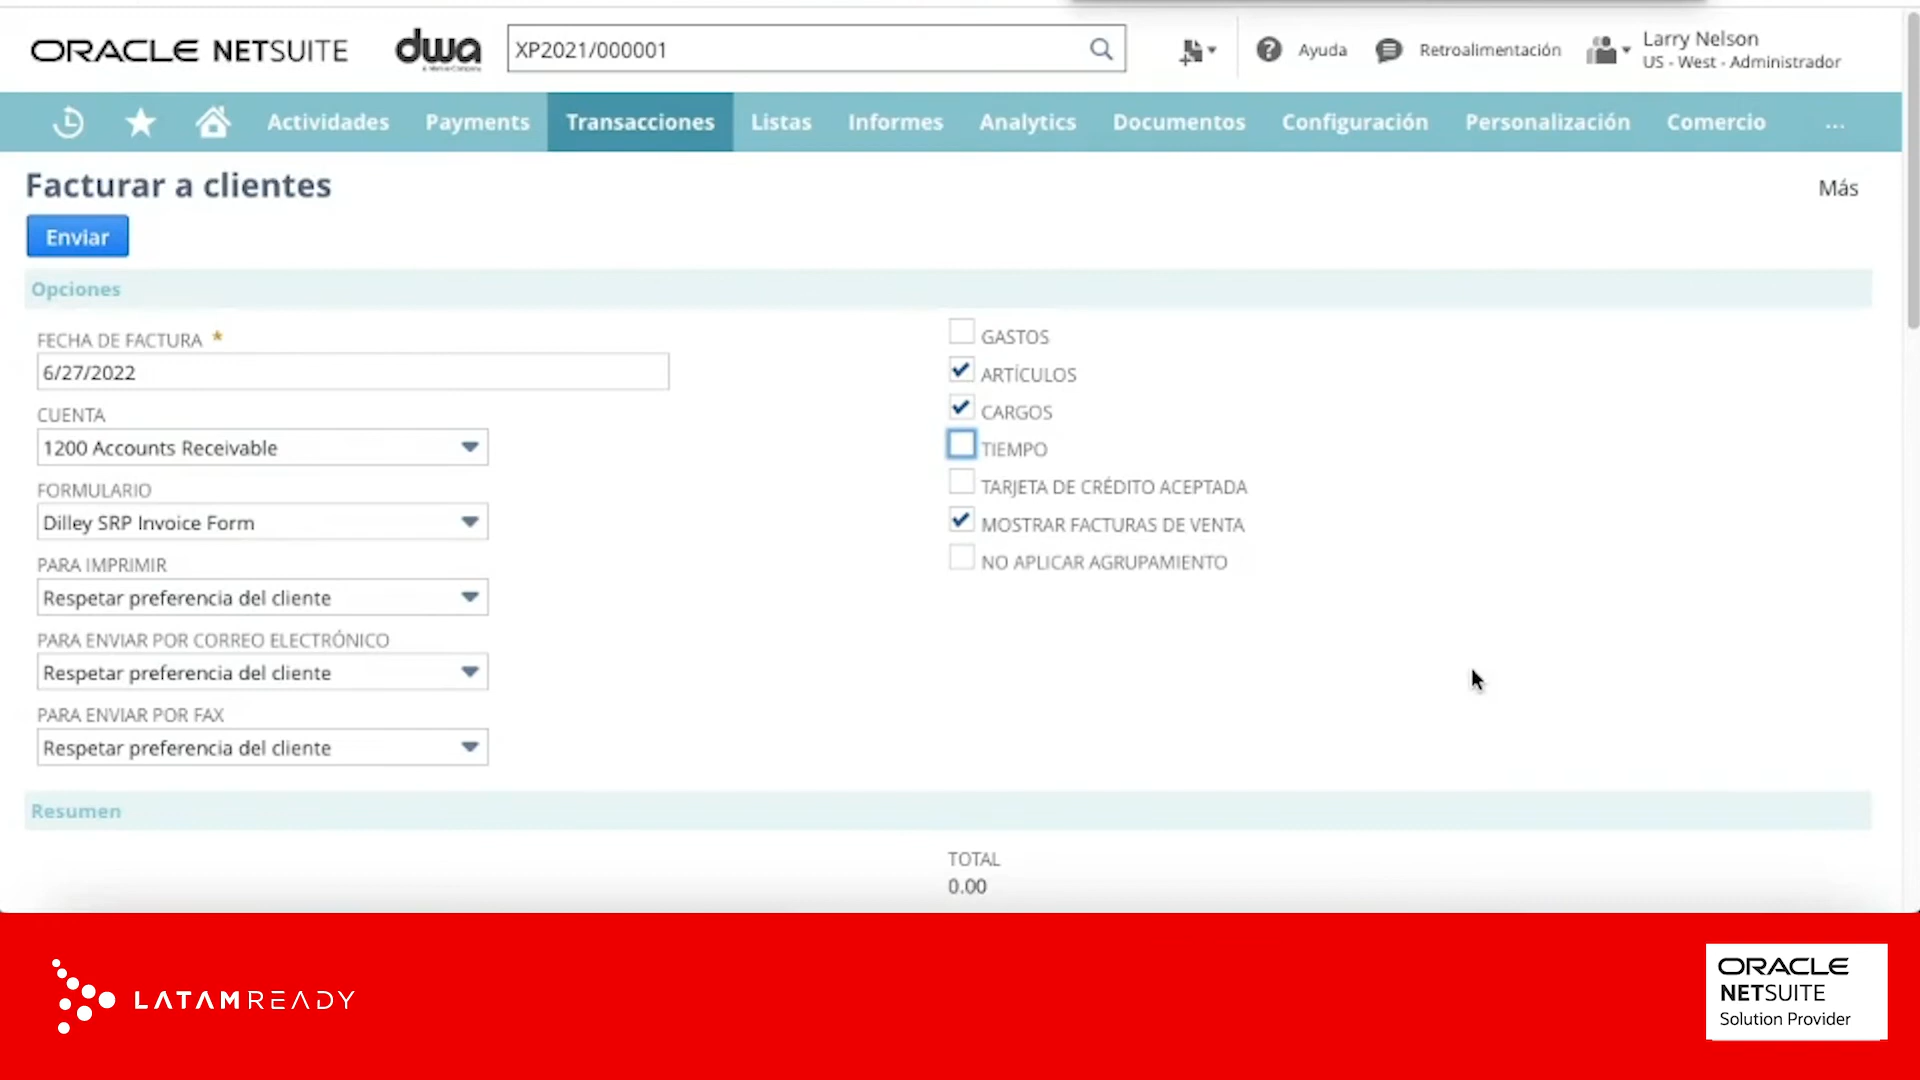 ORACLE NETSUITE
dwa
XP2021/000001
Ayuda
Retroalimentación
Larry Nelson
US - West - Administrador
Actividades
Payments
Transacciones
Listas
Informes
Analytics
Documentos
Configuración
Personalización
Comercio
...
Facturar a clientes
Más
Enviar
Opciones
FECHA DE FACTURA *
6/27/2022
CUENTA
1200 Accounts Receivable
FORMULARIO
Dilley SRP Invoice Form
PARA IMPRIMIR
Respetar preferencia del cliente
PARA ENVIAR POR CORREO ELECTRÓNICO
Respetar preferencia del cliente
PARA ENVIAR POR FAX
Respetar preferencia del cliente
GASTOS
ARTÍCULOS
CARGOS
TIEMPO
TARJETA DE CRÉDITO ACEPTADA
MOSTRAR FACTURAS DE VENTA
NO APLICAR AGRUPAMIENTO
Resumen
TOTAL
0.00
LATAMREADY
ORACLE
NETSUITE
Solution Provider